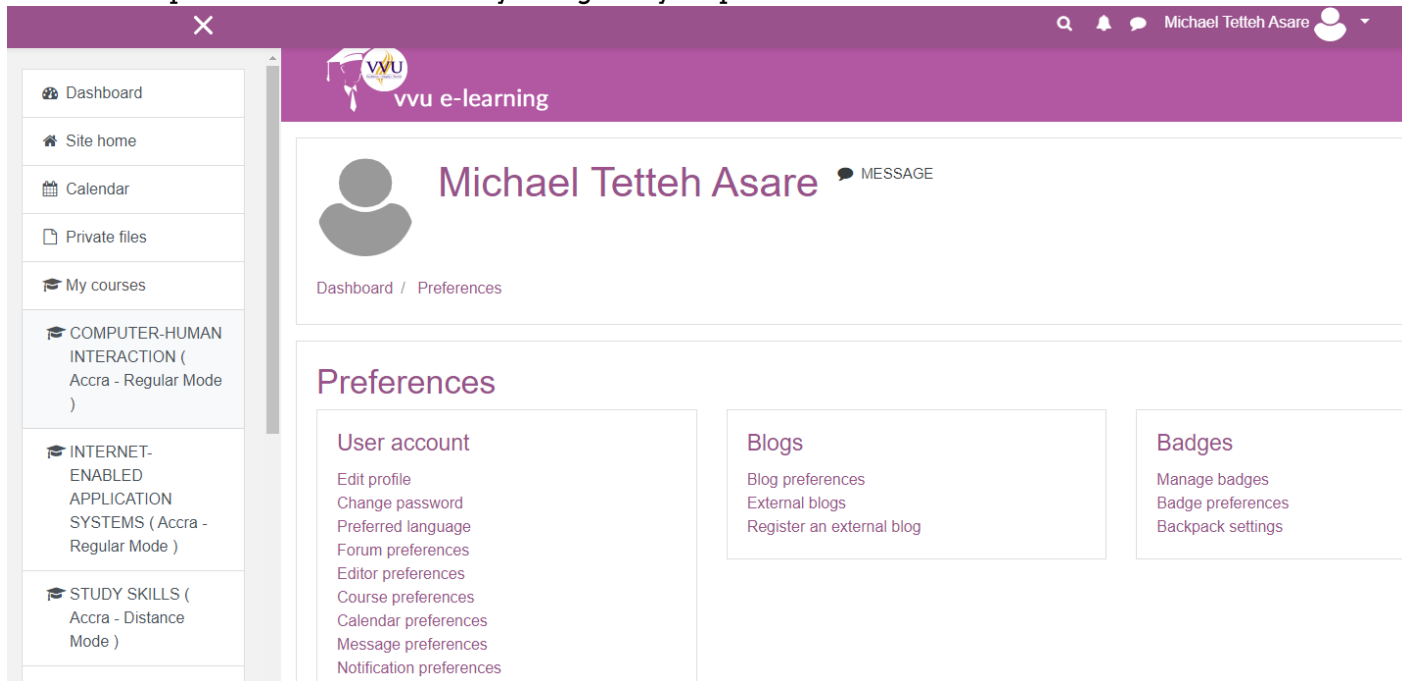 Michael Tetteh Asare
VVU
vvu e-learning
Dashboard
Site home
Calendar
Private files
My courses
COMPUTER-HUMAN
INTERACTION (
Accra - Regular Mode
)
INTERNET-
ENABLED
APPLICATION
SYSTEMS ( Accra -
Regular Mode )
STUDY SKILLS (
Accra - Distance
Mode )
Michael Tetteh Asare
MESSAGE
Dashboard / Preferences
Preferences
User account
Edit profile
Change password
Preferred language
Forum preferences
Editor preferences
Course preferences
Calendar preferences
Message preferences
Notification preferences
Blogs
Blog preferences
External blogs
Register an external blog
Badges
Manage badges
Badge preferences
Backpack settings